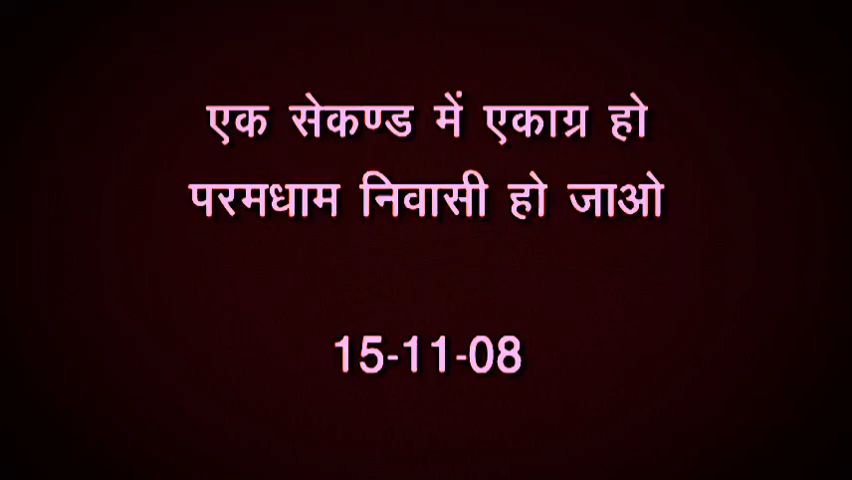 एक सेकण्ड में एकाग्र हो
परमधाम निवासी हो जाओ
15-11-08